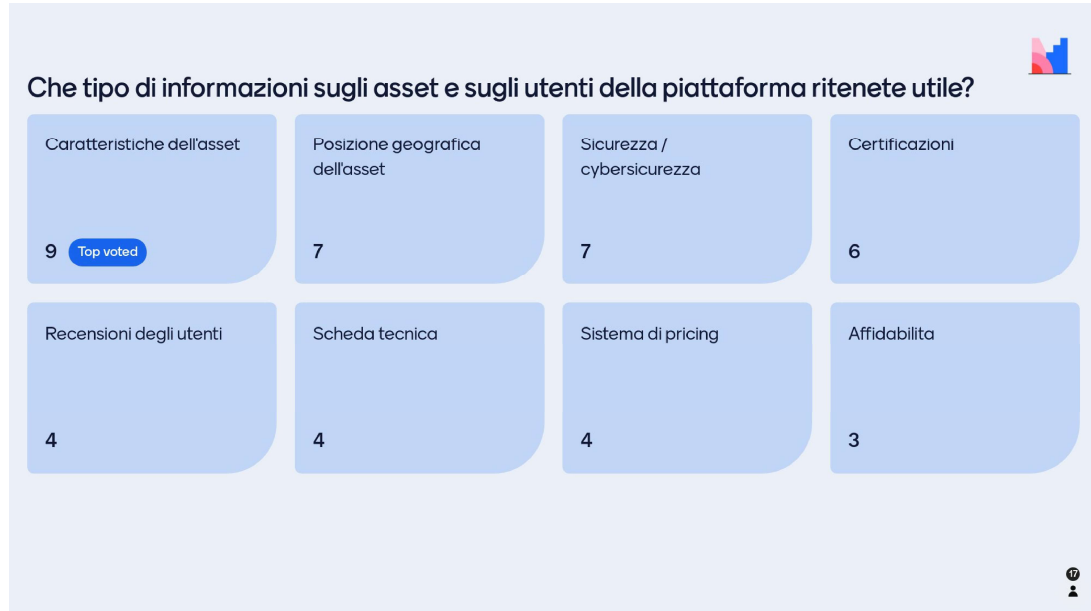 Che tipo di informazioni sugli asset e sugli utenti della piattaforma ritenete utile?
Caratteristiche dell'asset
9 Top voted
Posizione geografica
dell'asset
7
Sicurezza /
cybersicurezza
7
Certificazioni
6
Recensioni degli utenti
4
Scheda tecnica
4
Sistema di pricing
4
Affidabilita
3
17